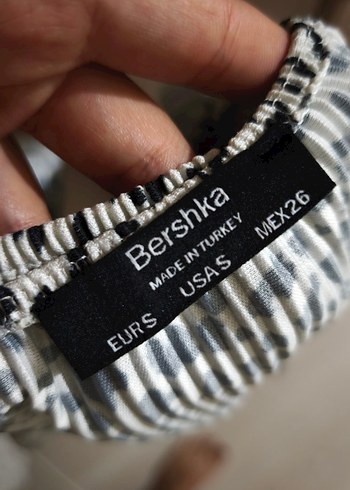 Bershka
MADE IN TURKEY
EUR S USA S MEX 26